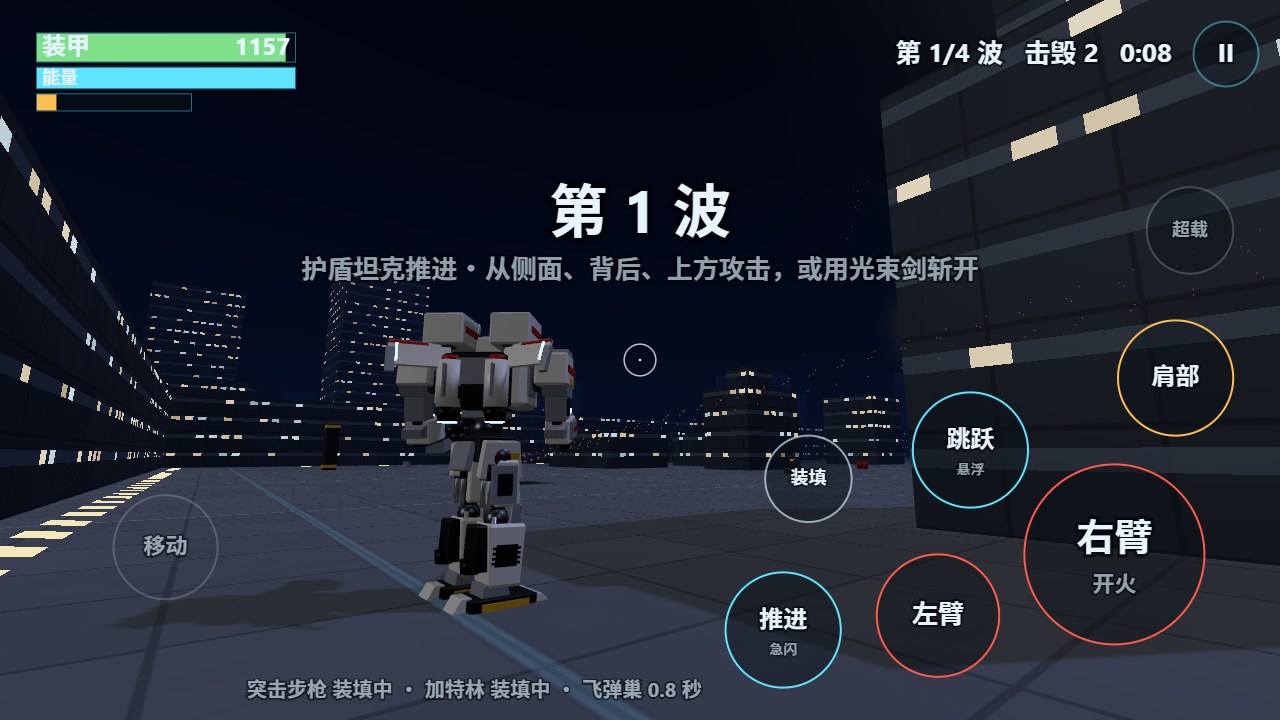 装甲 1157
能量
第 1/4 波 击毁 2 0:08
第 1 波
护盾坦克推进・从侧面、背后、上方攻击，或用光束剑斩开
超载
肩部
跳跃
悬浮
装填
右臂
开火
移动
推进
急闪
左臂
突击步枪 装填中 ・ 加特林 装填中 ・ 飞弹巢 0.8 秒